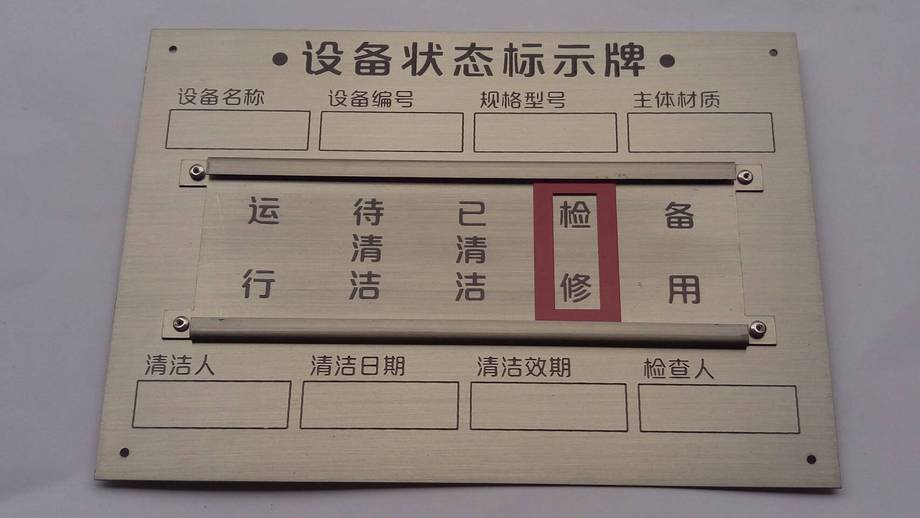 •设备状态标示牌•
设备名称 设备编号 规格型号 主体材质
运行 待清洁 已清洁 检修 备用
清洁人 清洁日期 清洁效期 检查人